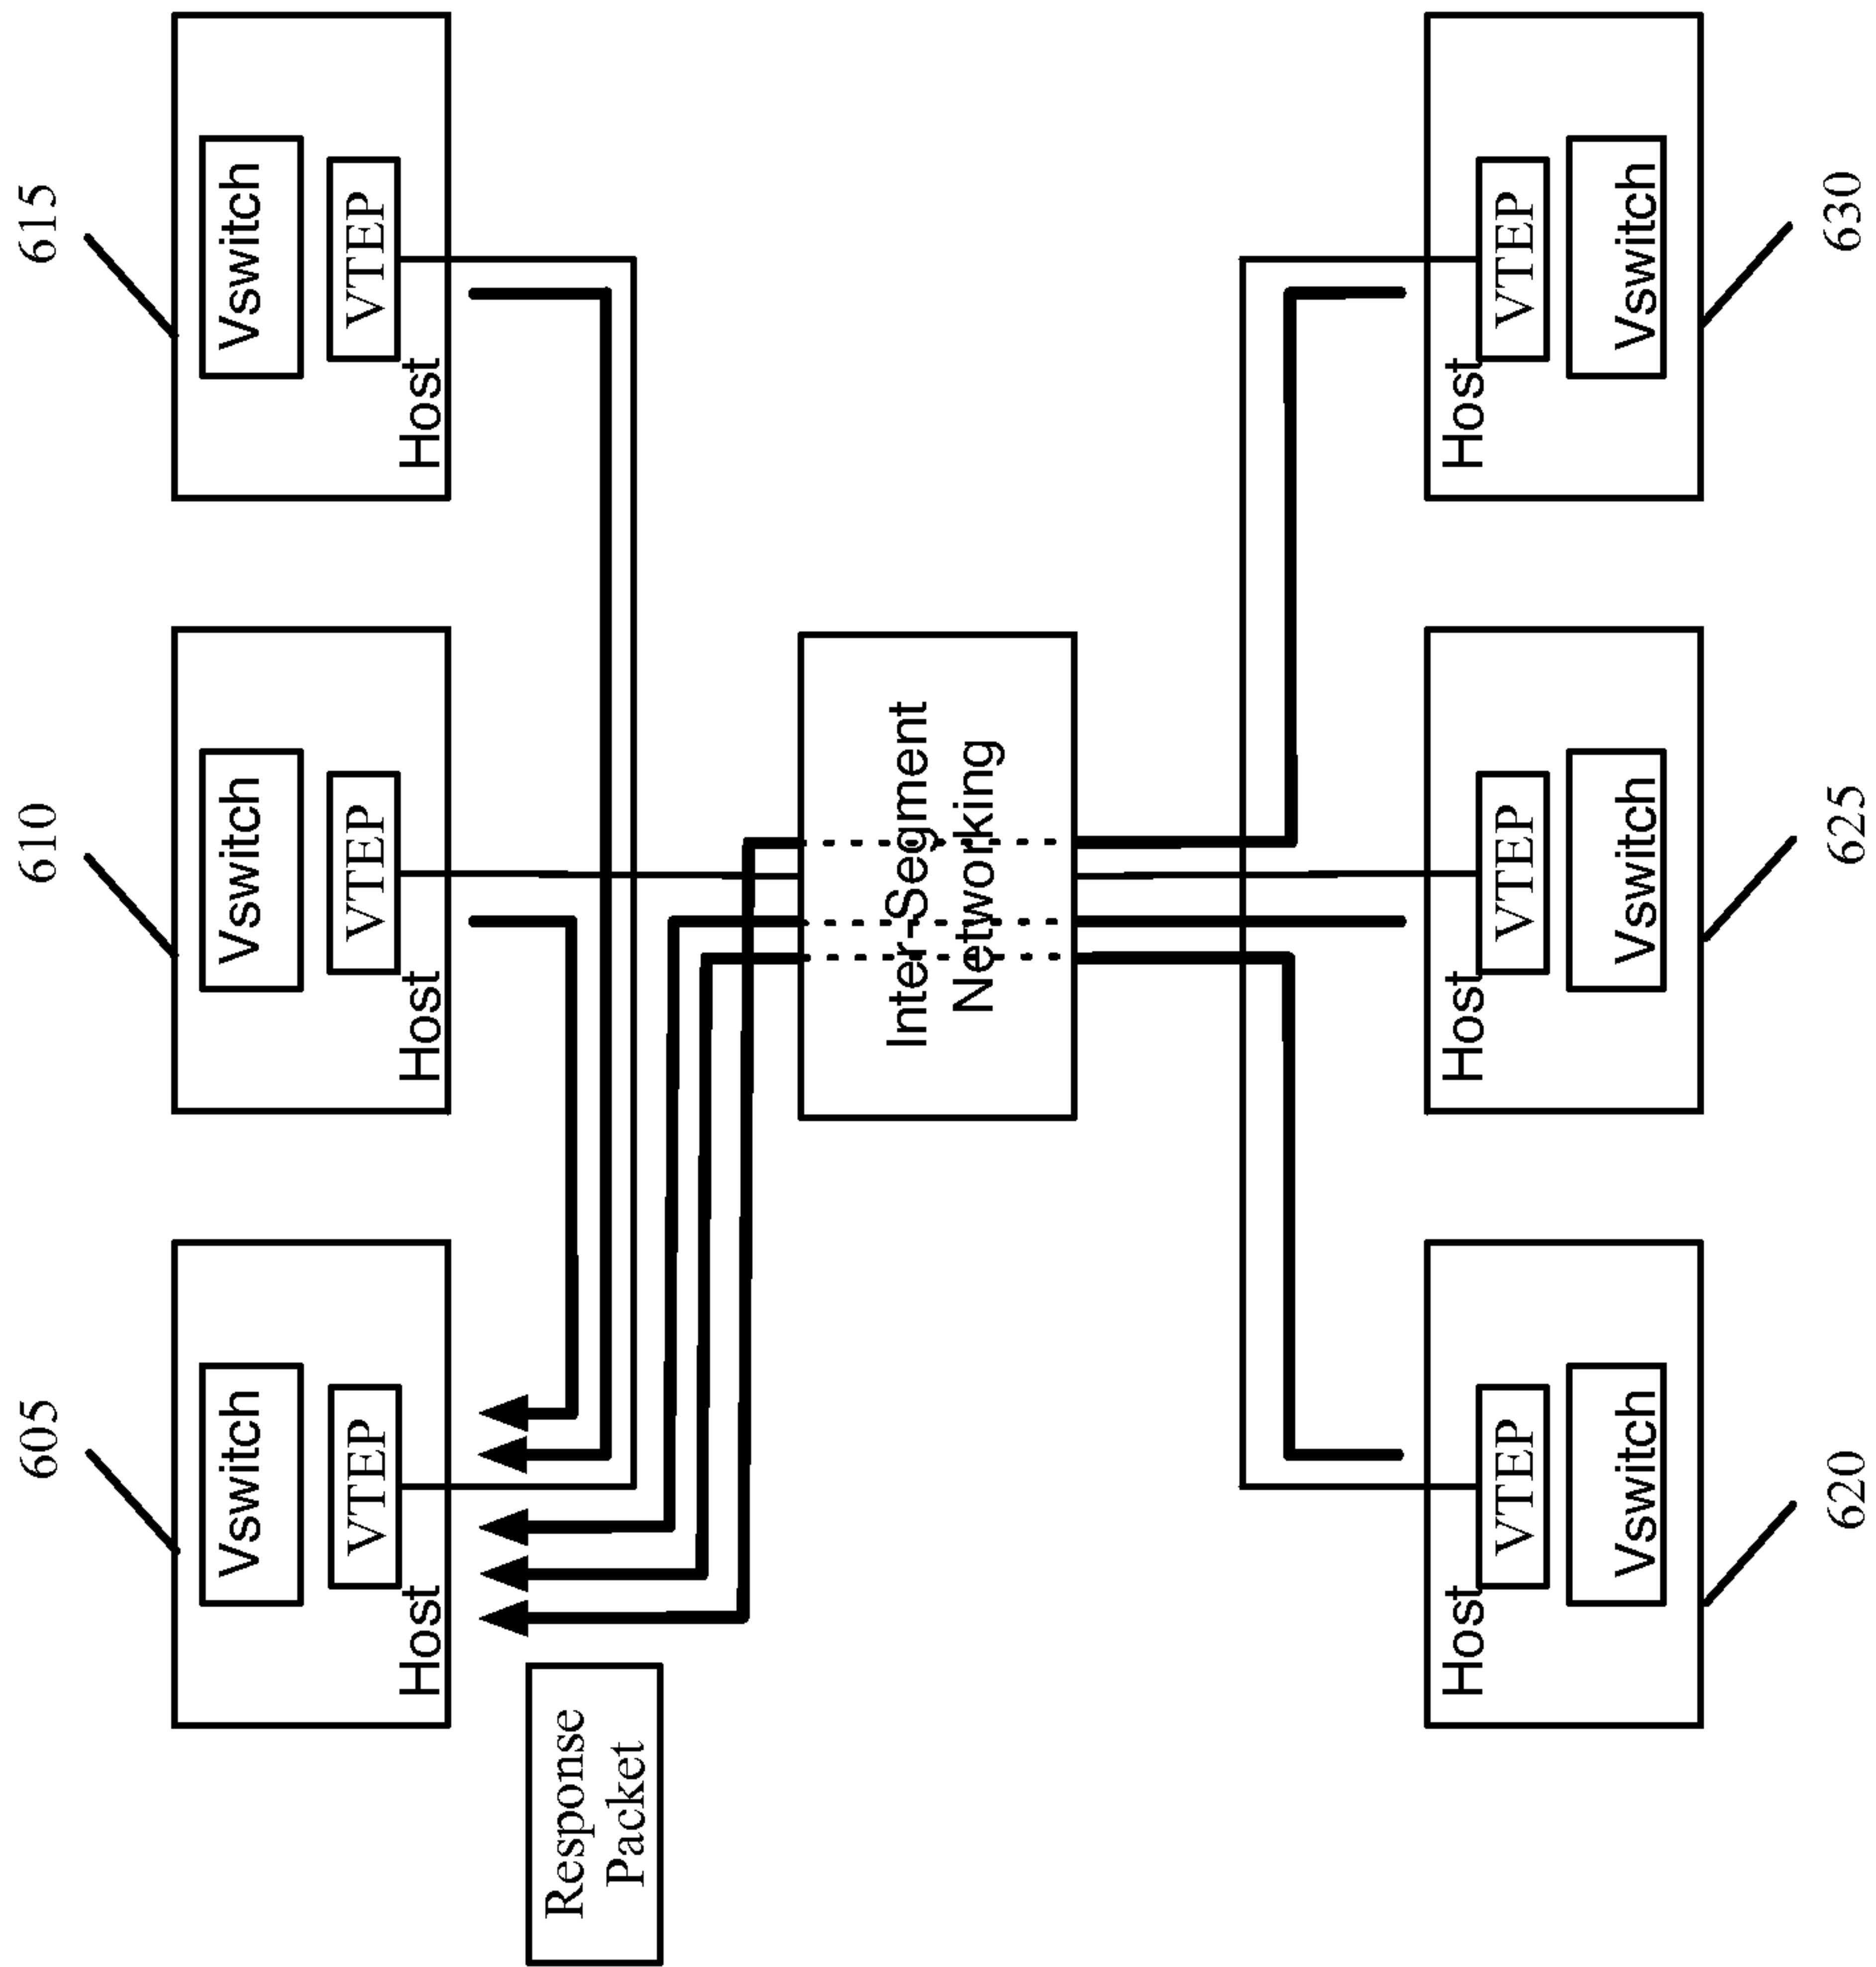 605
610
615
Vswitch
VTEP
Host
Vswitch
VTEP
Host
Vswitch
VTEP
Host
Response
Packet
Inter-Segment
Networking
Host
VTEP
Vswitch
Host
VTEP
Vswitch
Host
VTEP
Vswitch
620
625
630